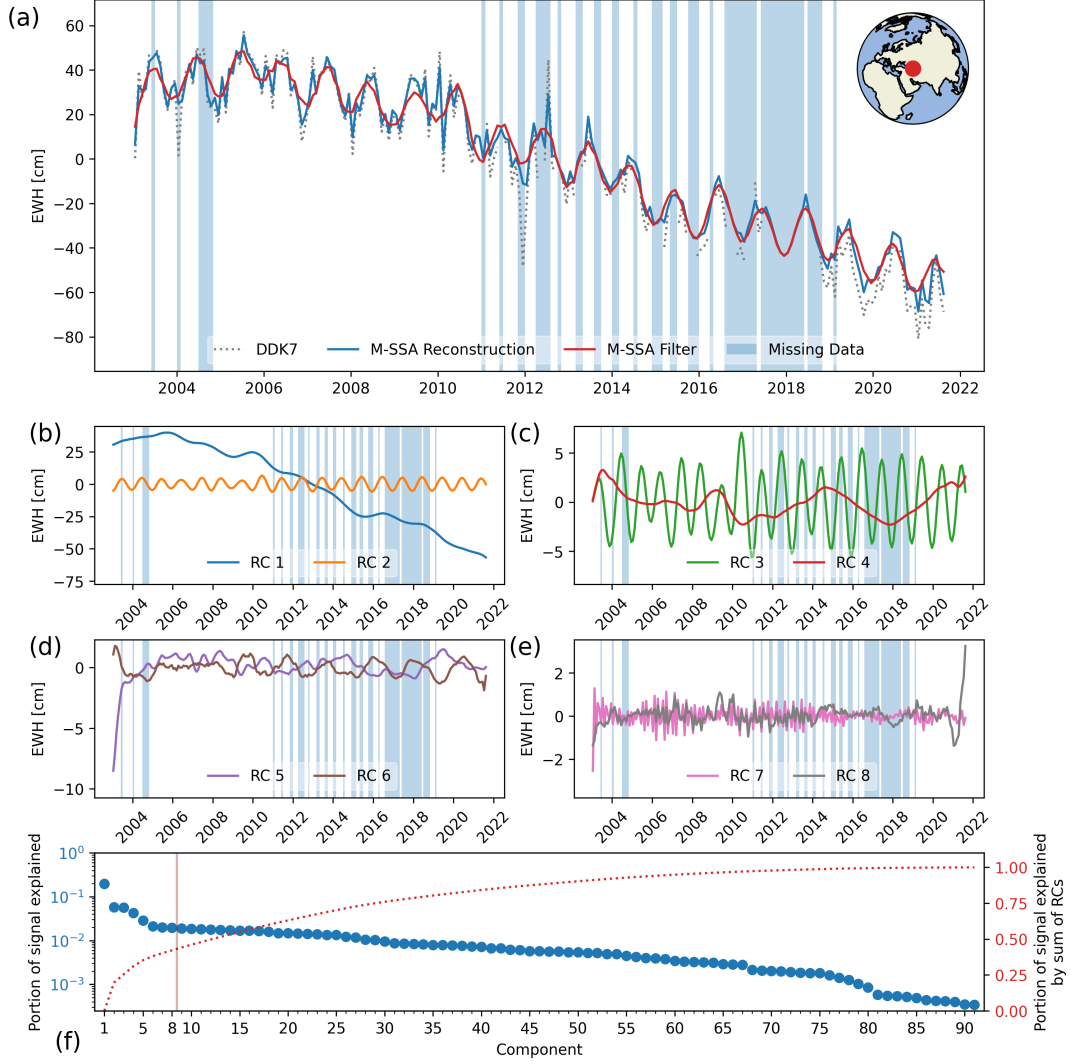 (a)
EWH [cm]
60
40
20
0
−20
−40
−60
−80
DDK7
M-SSA Reconstruction
M-SSA Filter
Missing Data
2004 2006 2008 2010 2012 2014 2016 2018 2020 2022
(b)
EWH [cm]
25
0
−25
−50
−75
RC 1
RC 2
2004 2006 2008 2010 2012 2014 2016 2018 2020 2022
(c)
EWH [cm]
5
0
−5
RC 3
RC 4
2004 2006 2008 2010 2012 2014 2016 2018 2020 2022
(d)
EWH [cm]
0
−5
−10
RC 5
RC 6
2004 2006 2008 2010 2012 2014 2016 2018 2020 2022
(e)
EWH [cm]
2
0
−2
RC 7
RC 8
2004 2006 2008 2010 2012 2014 2016 2018 2020 2022
Portion of signal explained
10⁰
10⁻¹
10⁻²
10⁻³
1.00
0.75
0.50
0.25
0.00
Portion of signal explained
by sum of RCs
1 5 8 10 15 20 25 30 35 40 45 50 55 60 65 70 75 80 85 90
(f)
Component